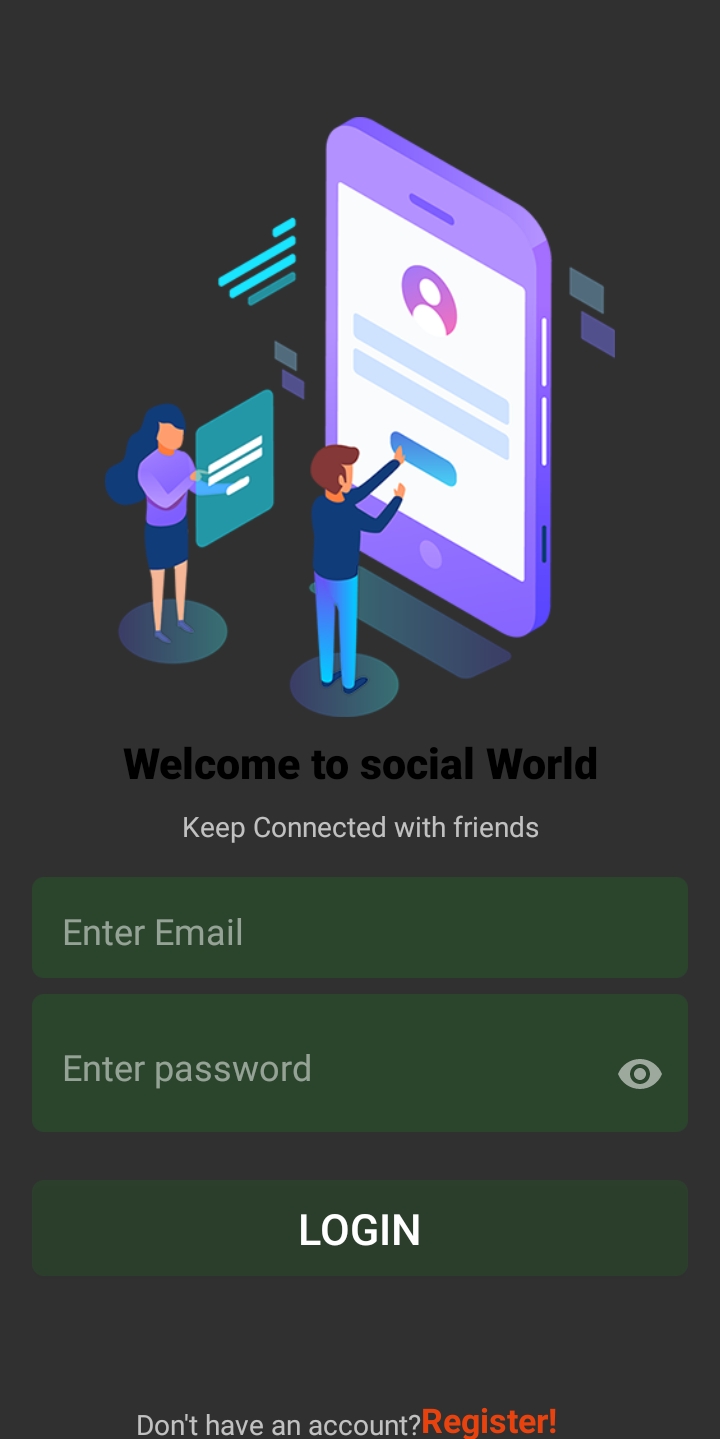 Welcome to social World
Keep Connected with friends
Enter Email
Enter password
LOGIN
Don't have an account?Register!